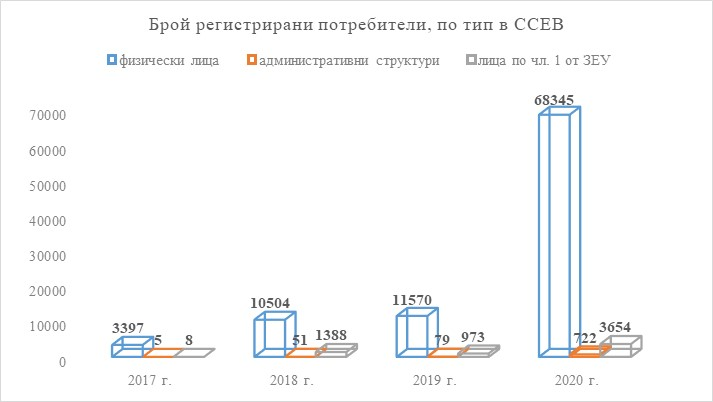 Брой регистрирани потребители, по тип в ССЕВ
физически лица административни структури лица по чл. 1 от ЗЕУ
70000
60000
50000
40000
30000
20000
10000
0
3397 5 8
10504 51 1388
11570 79 973
68345 722 3654
2017 г. 2018 г. 2019 г. 2020 г.